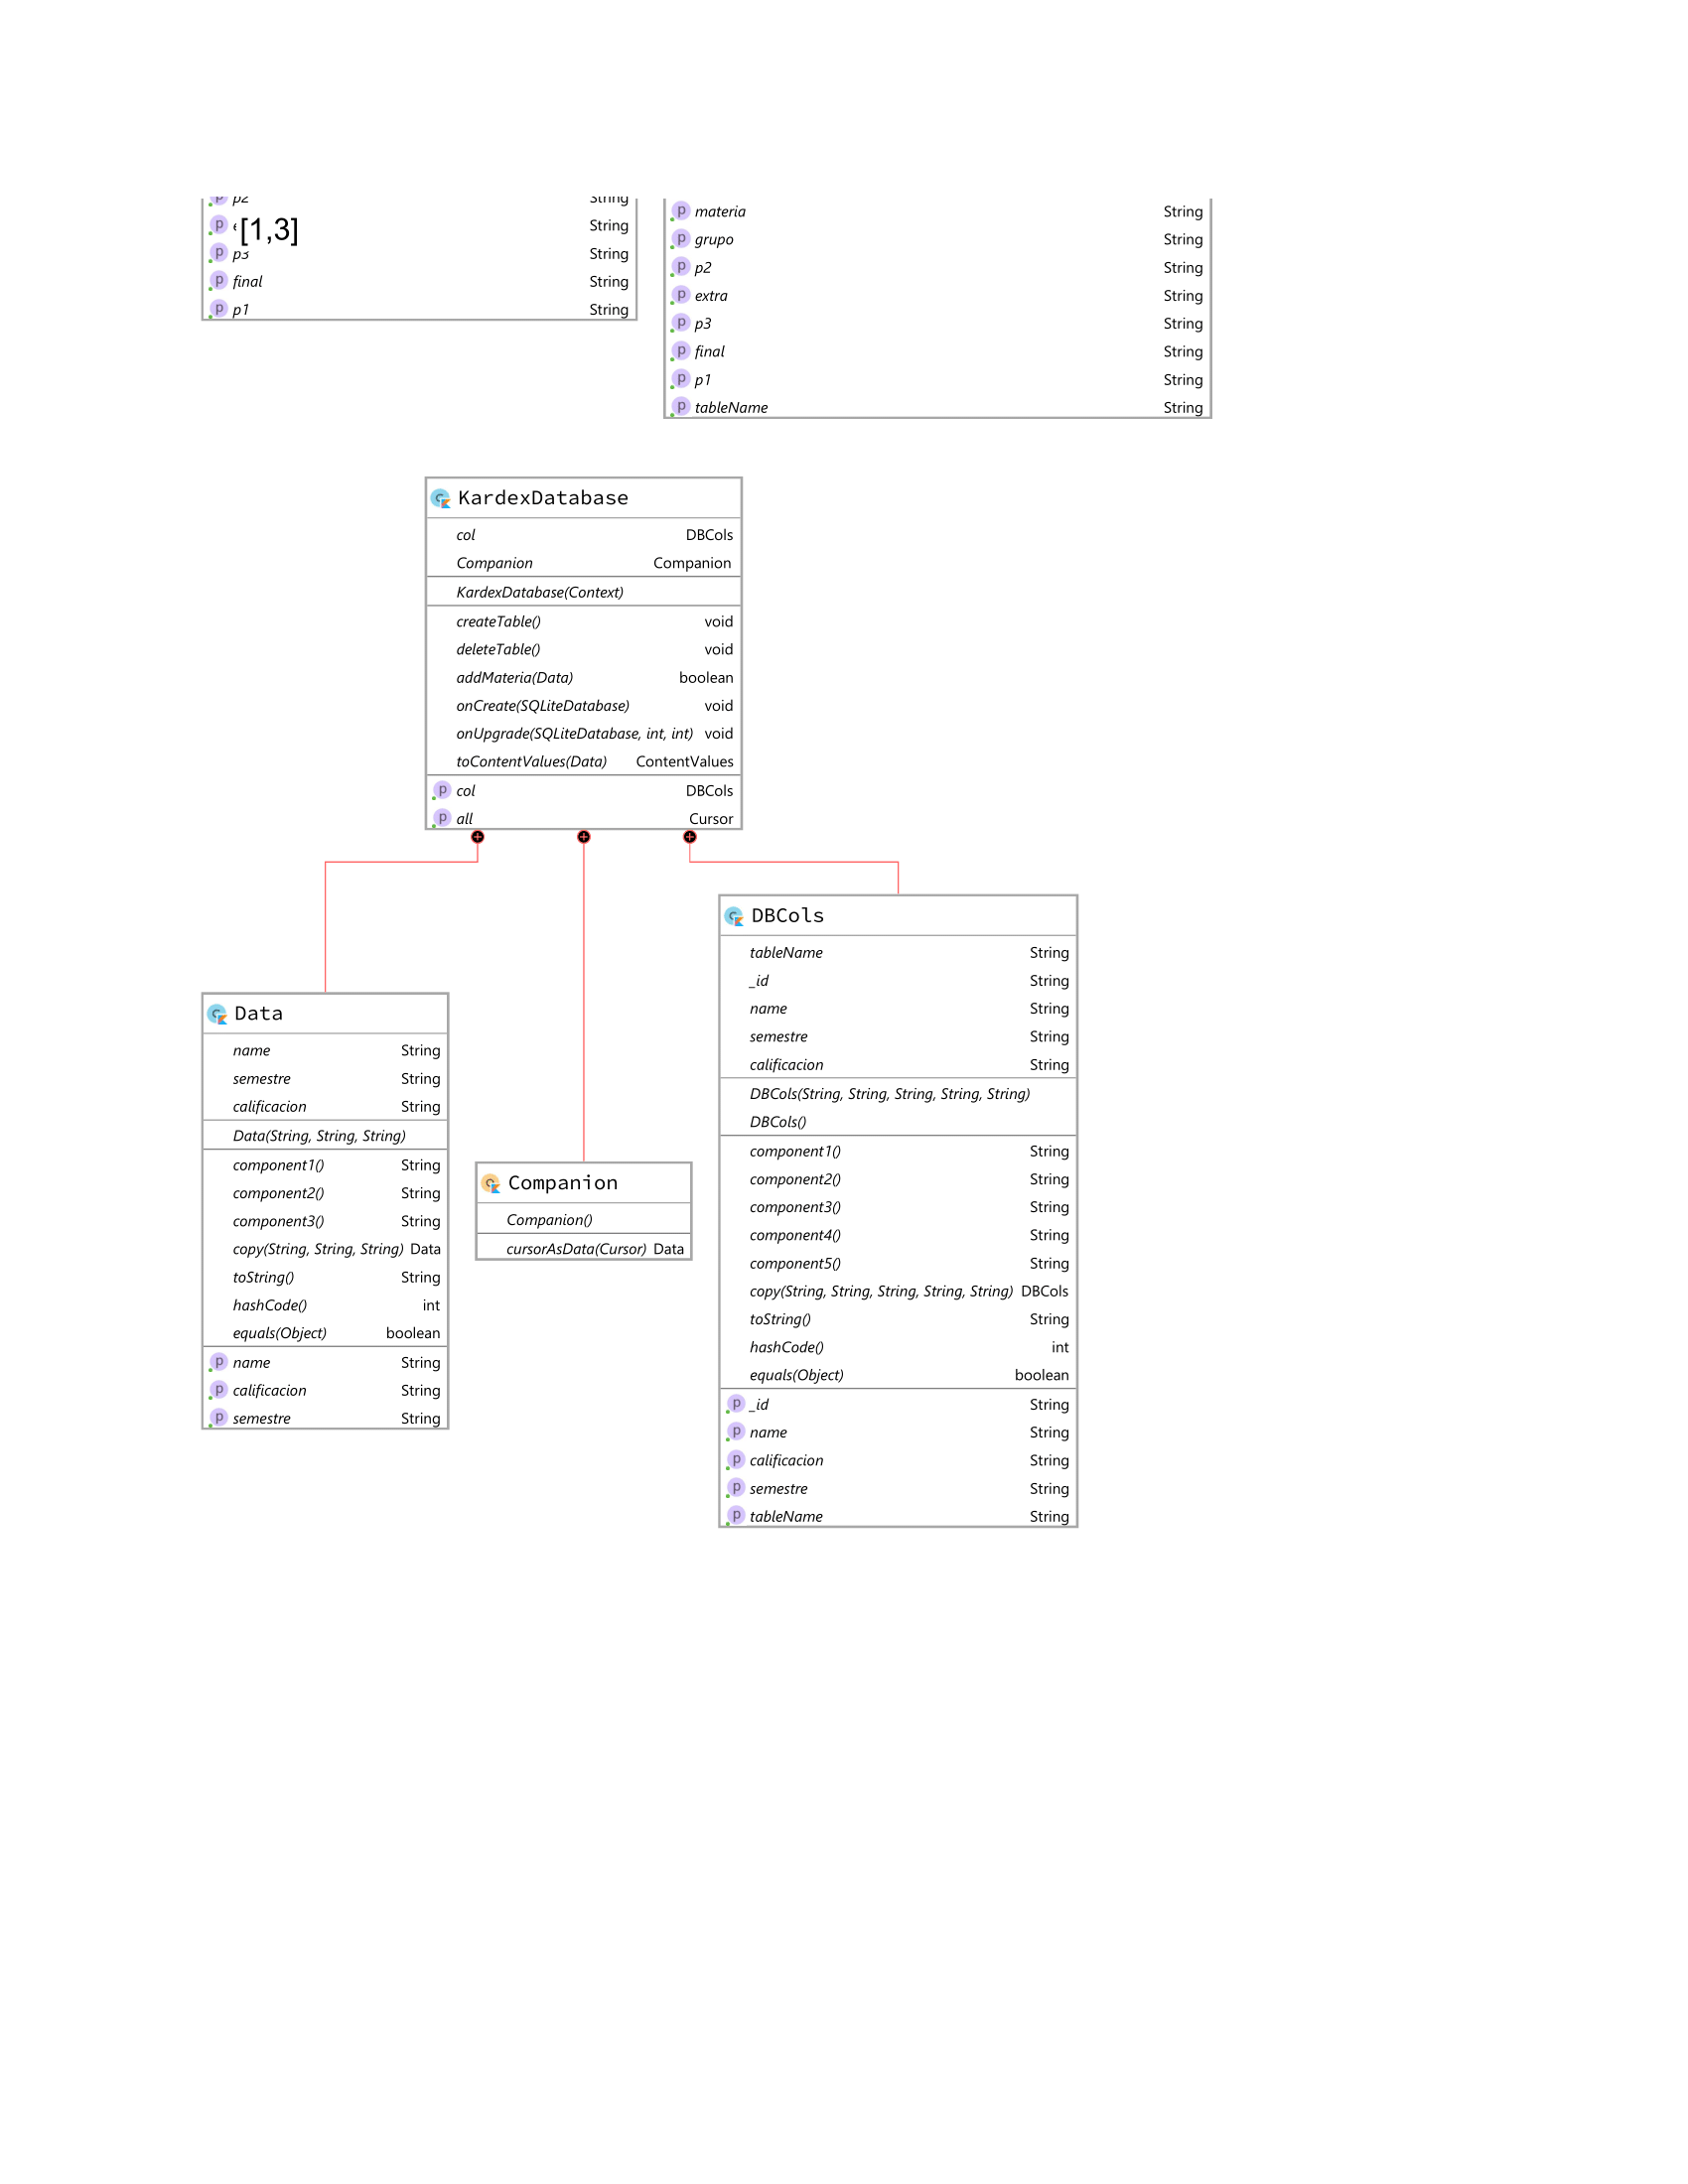 p2 String
String
[1,3]
p3 String
final String
p1 String
materia String
grupo String
p2 String
extra String
p3 String
final String
p1 String
tableName String
KardexDatabase
col DBCols
Companion Companion
KardexDatabase(Context)
createTable() void
deleteTable() void
addMateria(Data) boolean
onCreate(SQLiteDatabase) void
onUpgrade(SQLiteDatabase, int, int) void
toContentValues(Data) ContentValues
p col DBCols
p all Cursor
Data
name String
semestre String
calificacion String
Data(String, String, String)
component1() String
component2() String
component3() String
copy(String, String, String) Data
toString() String
hashCode() int
equals(Object) boolean
p name String
p calificacion String
p semestre String
Companion
Companion()
cursorAsData(Cursor) Data
DBCols
tableName String
_id String
name String
semestre String
calificacion String
DBCols(String, String, String, String, String)
DBCols()
component1() String
component2() String
component3() String
component4() String
component5() String
copy(String, String, String, String, String) DBCols
toString() String
hashCode() int
equals(Object) boolean
p _id String
p name String
p calificacion String
p semestre String
p tableName String